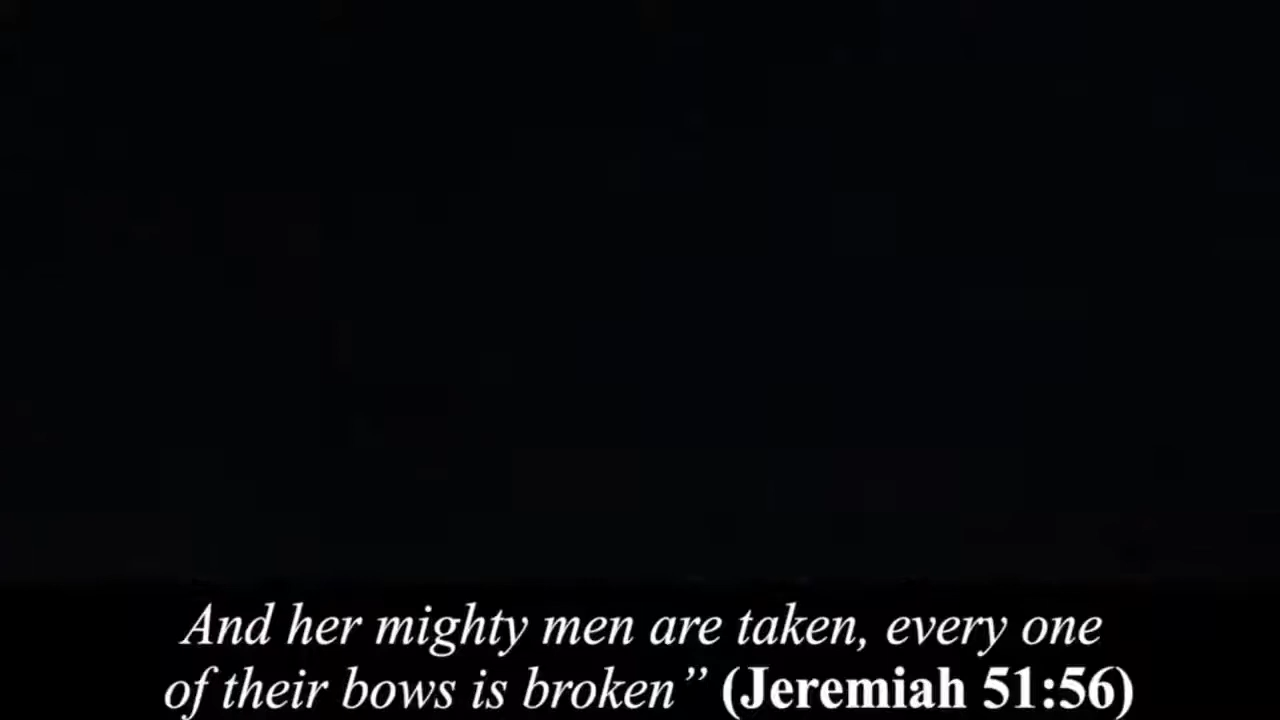 And her mighty men are taken, every one
of their bows is broken” (Jeremiah 51:56)